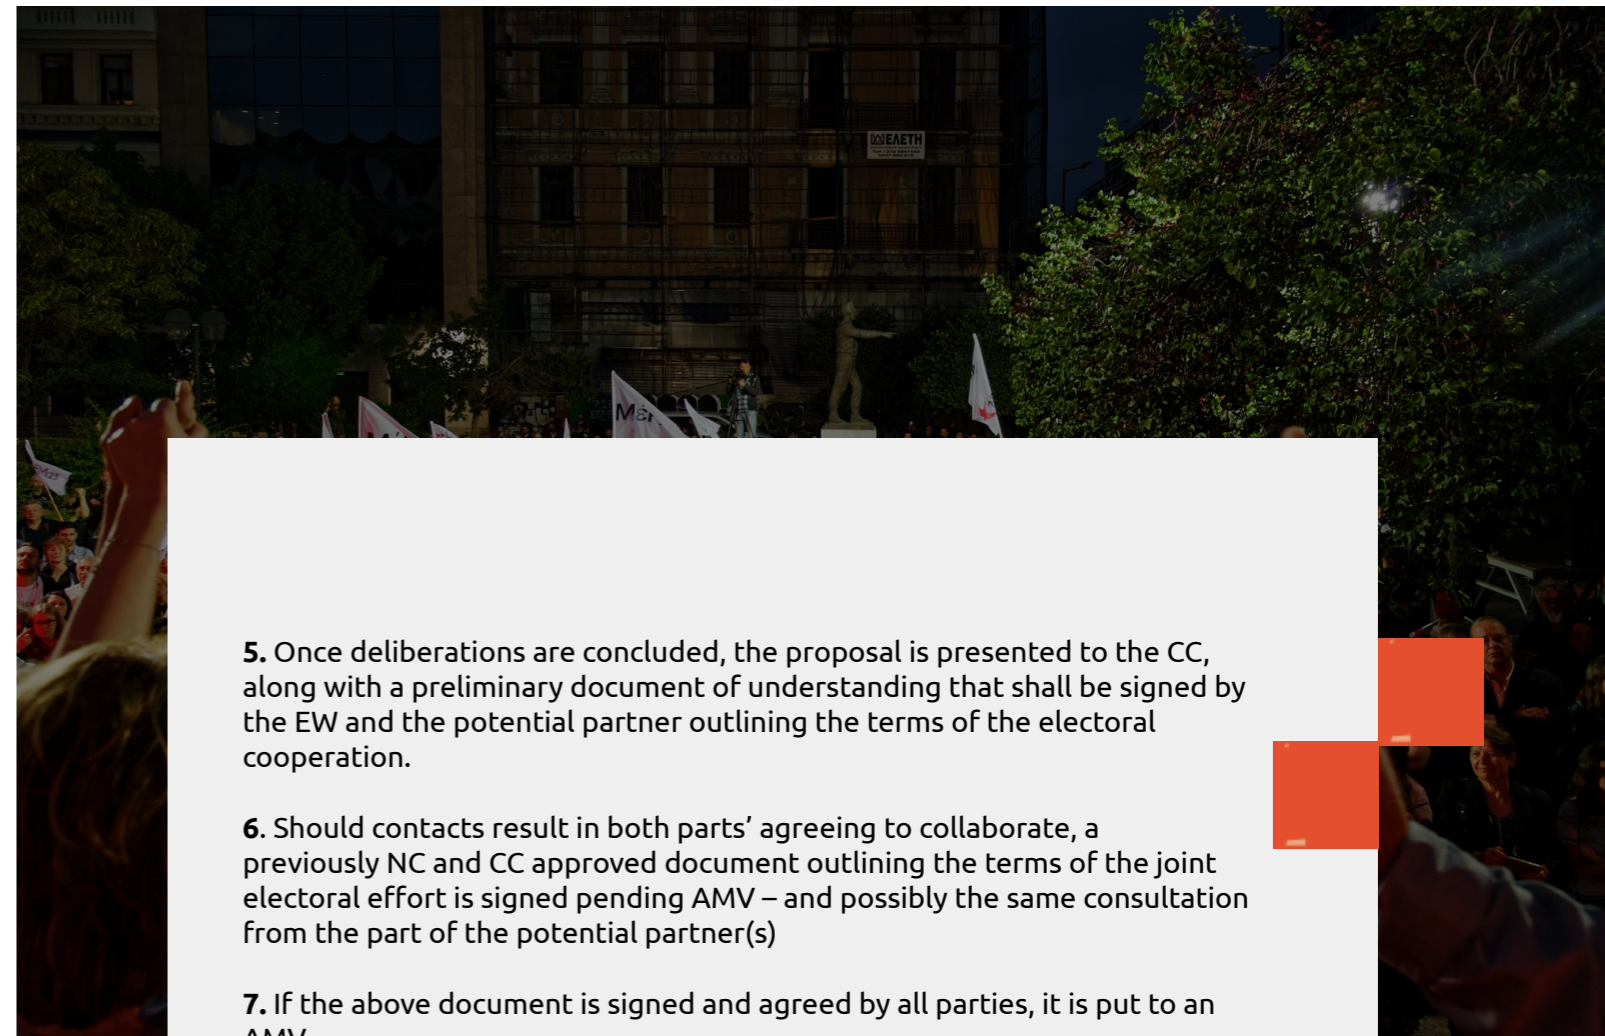 ΜΕΛΕΤΗ
Μέρ
5. Once deliberations are concluded, the proposal is presented to the CC,
along with a preliminary document of understanding that shall be signed by
the EW and the potential partner outlining the terms of the electoral
cooperation.
6. Should contacts result in both parts’ agreeing to collaborate, a
previously NC and CC approved document outlining the terms of the joint
electoral effort is signed pending AMV – and possibly the same consultation
from the part of the potential partner(s)
7. If the above document is signed and agreed by all parties, it is put to an
AMV